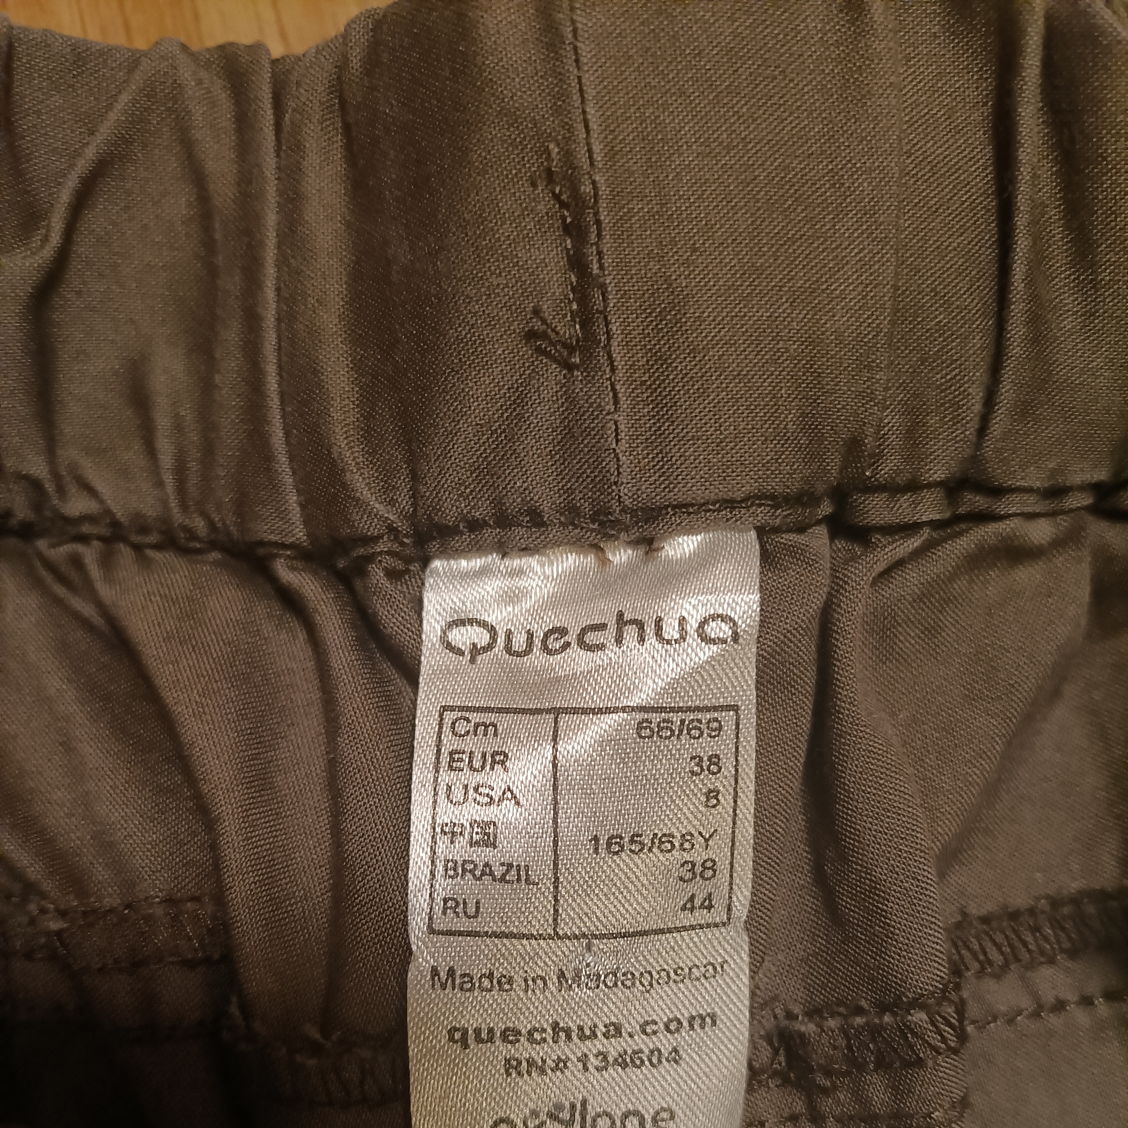 Quechua
Cm 66/69
EUR 38
USA 8
中国 165/68Y
BRAZIL 38
RU 44
Made in Madagascar
quechua.com
RN# 134604